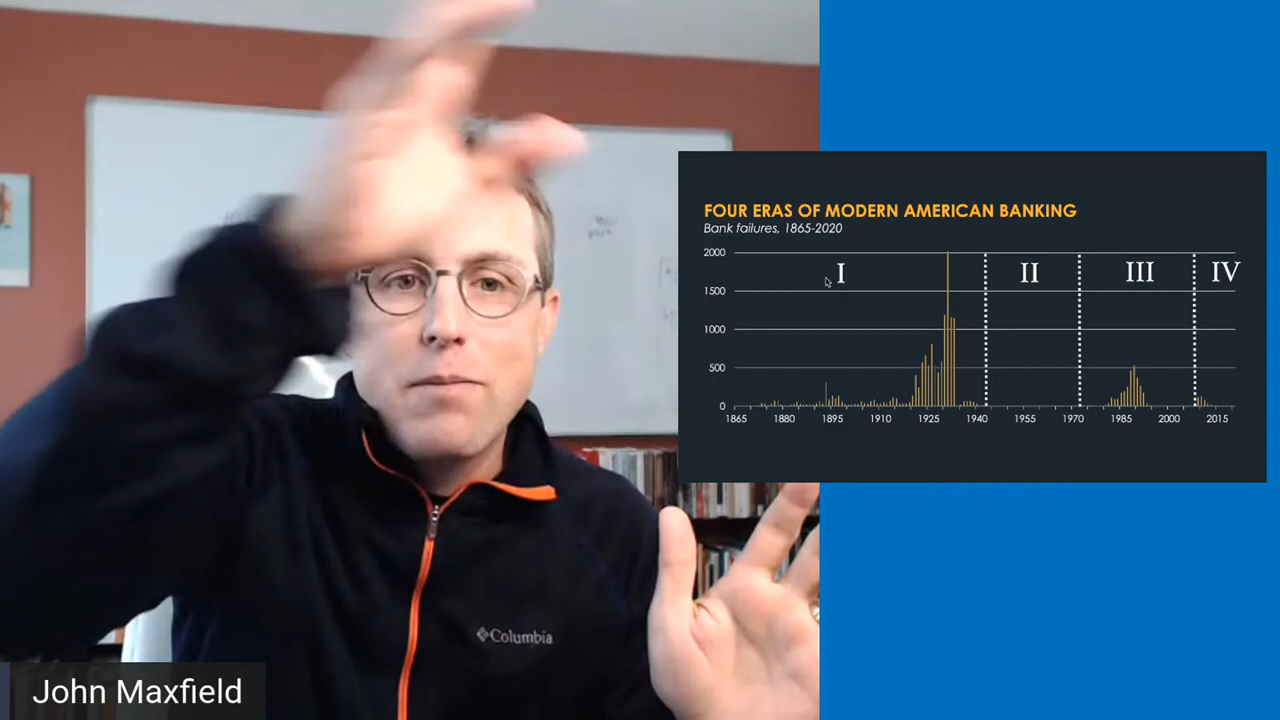 FOUR ERAS OF MODERN AMERICAN BANKING
Bank failures, 1865-2020
2000
I
II
III
IV
1500
1000
500
0
1865
1880
1895
1910
1925
1940
1955
1970
1985
2000
2015
Columbia
John Maxfield